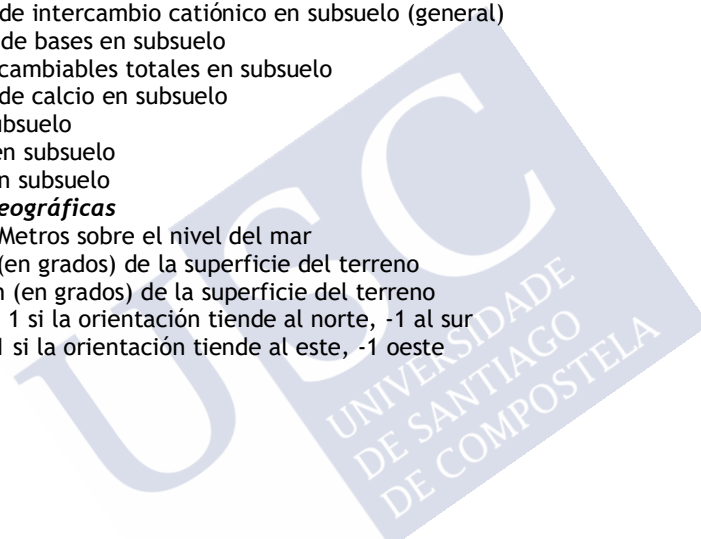 de intercambio catiónico en subsuelo (general)
de bases en subsuelo
cambiables totales en subsuelo
de calcio en subsuelo
ubsuelo
en subsuelo
n subsuelo
eográficas
Metros sobre el nivel del mar
(en grados) de la superficie del terreno
n (en grados) de la superficie del terreno
1 si la orientación tiende al norte, -1 al sur
1 si la orientación tiende al este, -1 oeste
USC
UNIVERSIDADE
DE SANTIAGO
DE COMPOSTELA